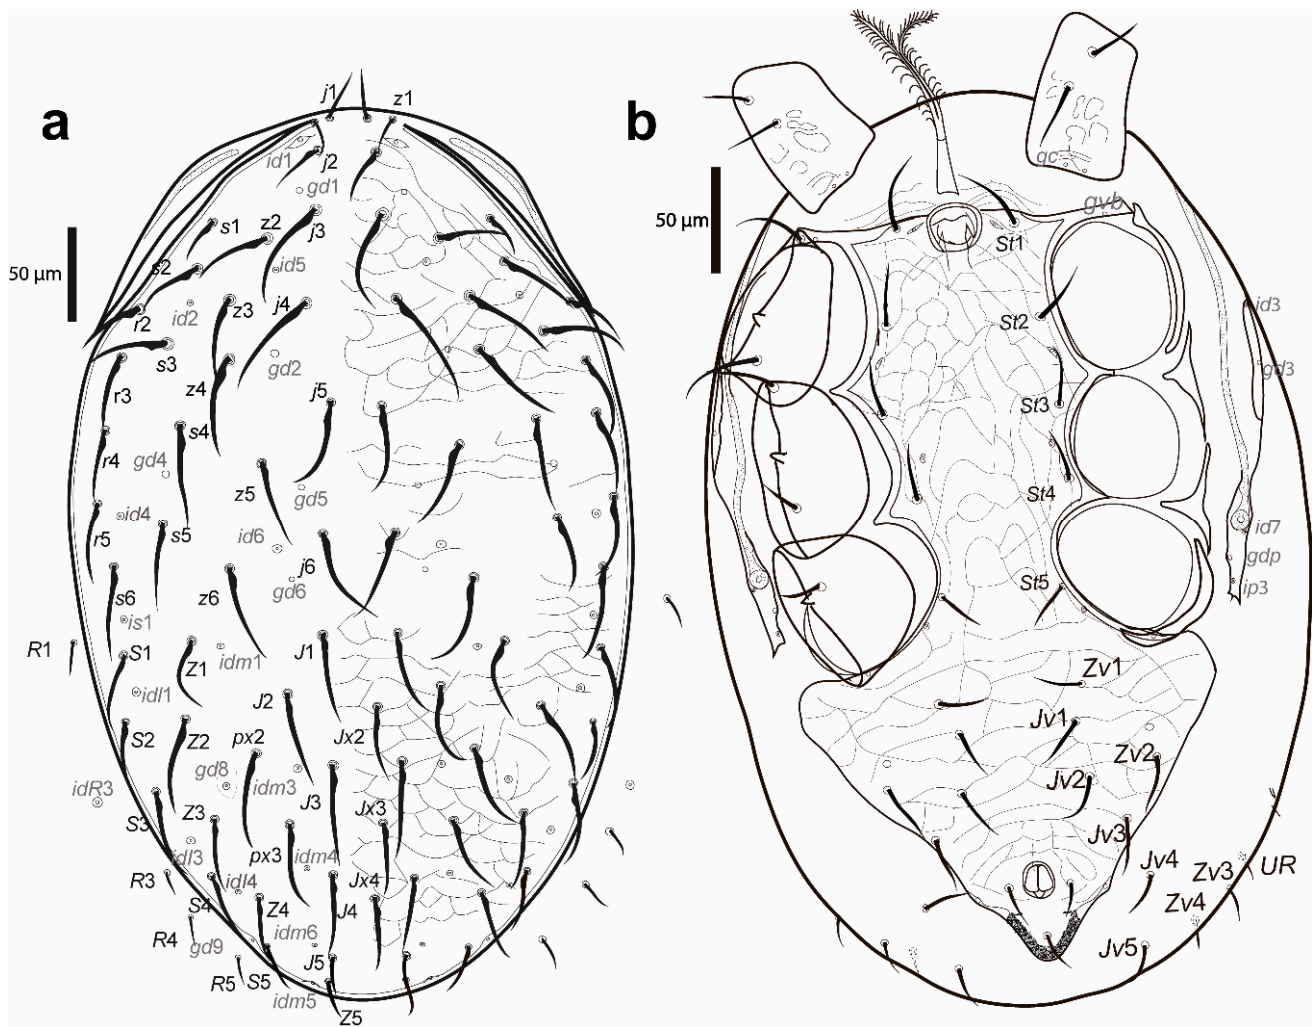 a
j1
z1
id1
j2
gd1
s1
z2
j3
s2
id5
50 µm
r2
id2
z3
j4
s3
gd2
r3
z4
j5
s4
r4
gd4
z5
gd5
r5
id4
s5
id6
j6
gd6
s6
z6
is1
R1
S1
Z1
idm1
J1
idl1
J2
S2
Z2
px2
Jx2
gd8
idm3
idR3
S3
Z3
J3
Jx3
idl3
px3
idm4
R3
idl4
Jx4
S4
Z4
J4
R4
gd9
idm6
J5
R5
S5
idm5
Z5
b
gc
50 µm
gvb
St1
id3
St2
gd3
St3
St4
id7
gdp
St5
ip3
Zv1
Jv1
Zv2
Jv2
Jv3
Jv4
Zv3
UR
Zv4
Jv5